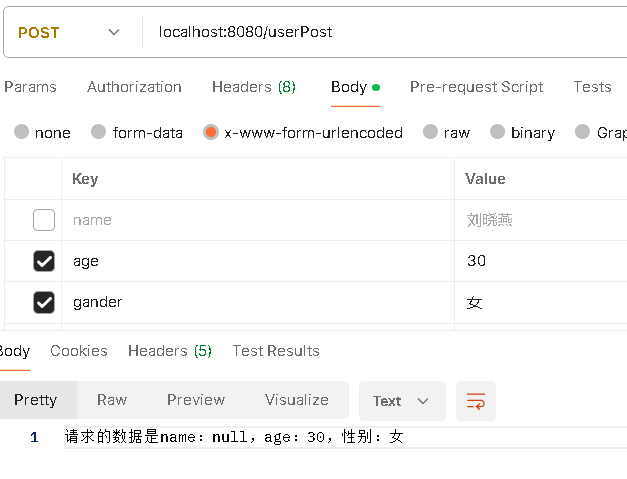 POST localhost:8080/userPost
Params Authorization Headers (8) Body Pre-request Script Tests
none form-data x-www-form-urlencoded raw binary Grap
Key Value
name 刘晓燕
age 30
gander 女
Body Cookies Headers (5) Test Results
Pretty Raw Preview Visualize Text
1 请求的数据是name：null，age：30，性别：女